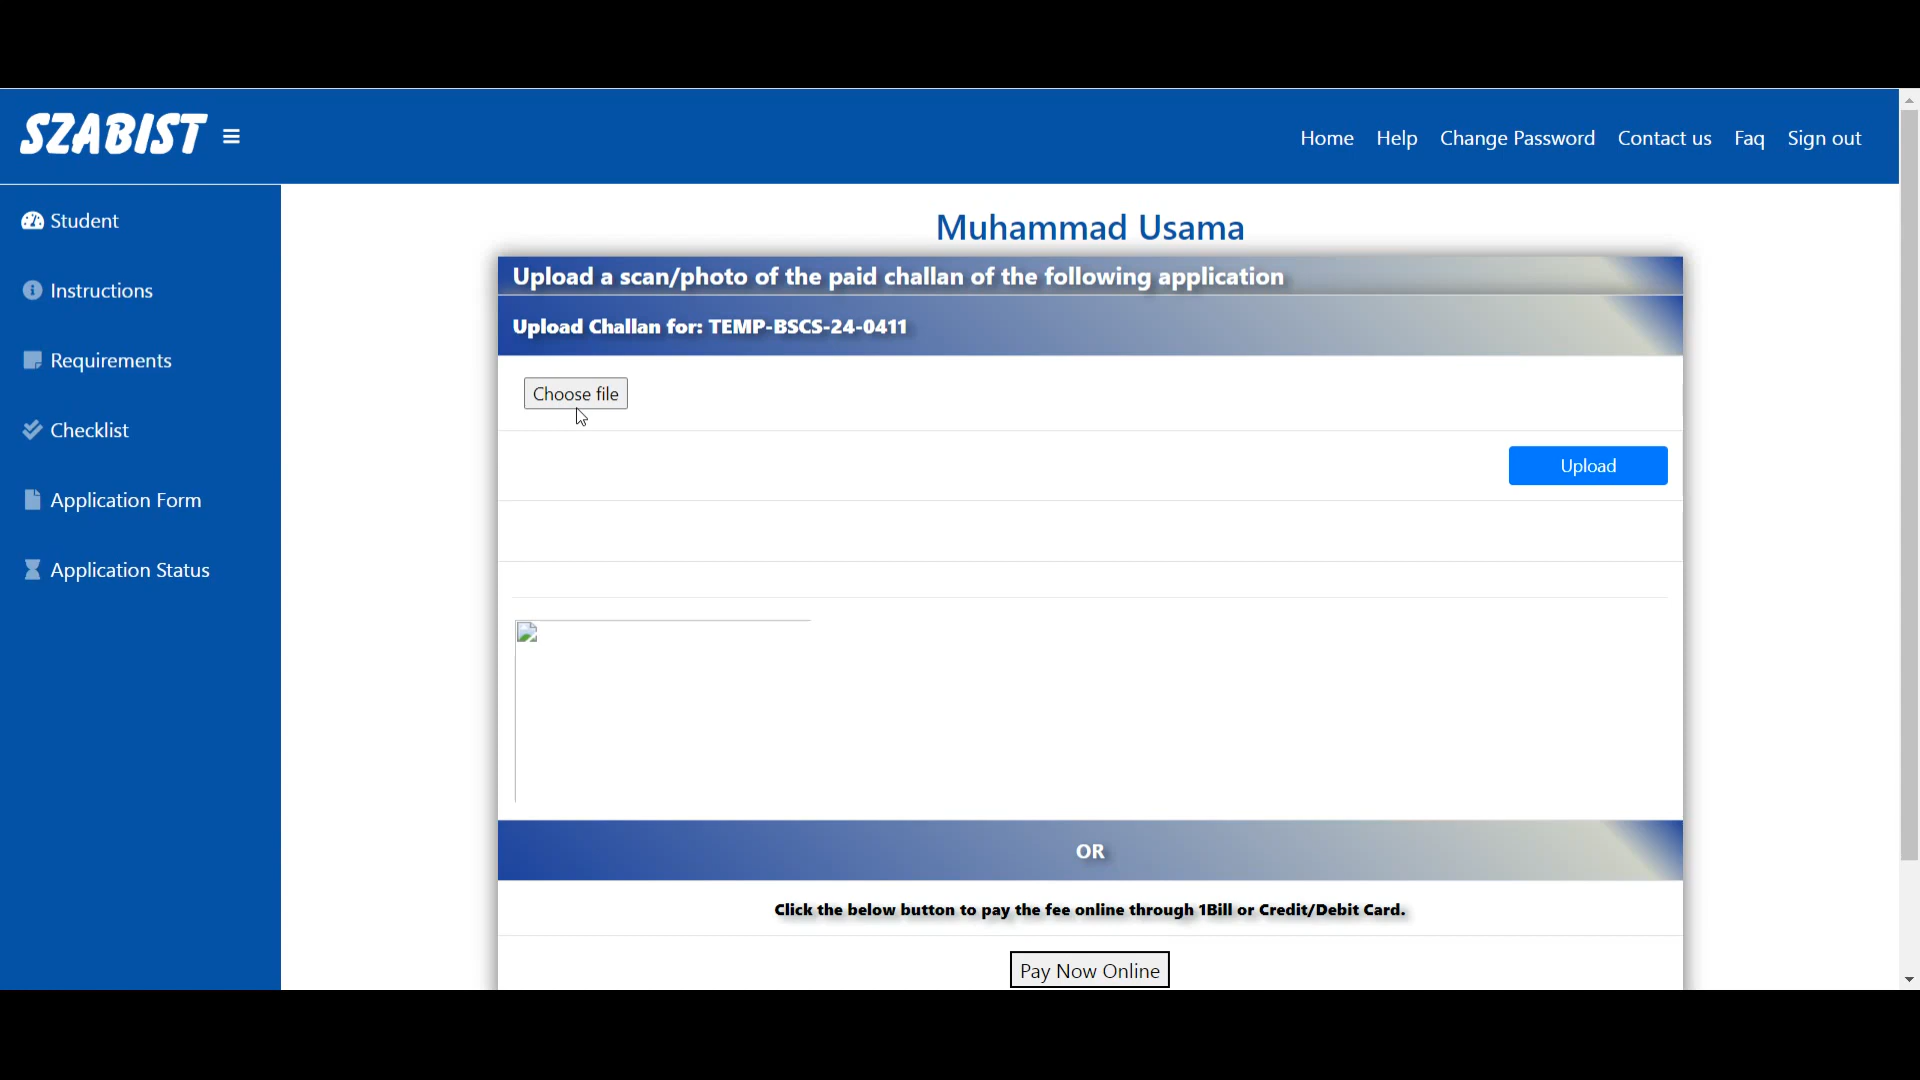 SZABIST
Home Help Change Password Contact us Faq Sign out
Student
Instructions
Requirements
Checklist
Application Form
Application Status
Muhammad Usama
Upload a scan/photo of the paid challan of the following application
Upload Challan for: TEMP-BSCS-24-0411
Choose file
Upload
OR
Click the below button to pay the fee online through 1Bill or Credit/Debit Card.
Pay Now Online